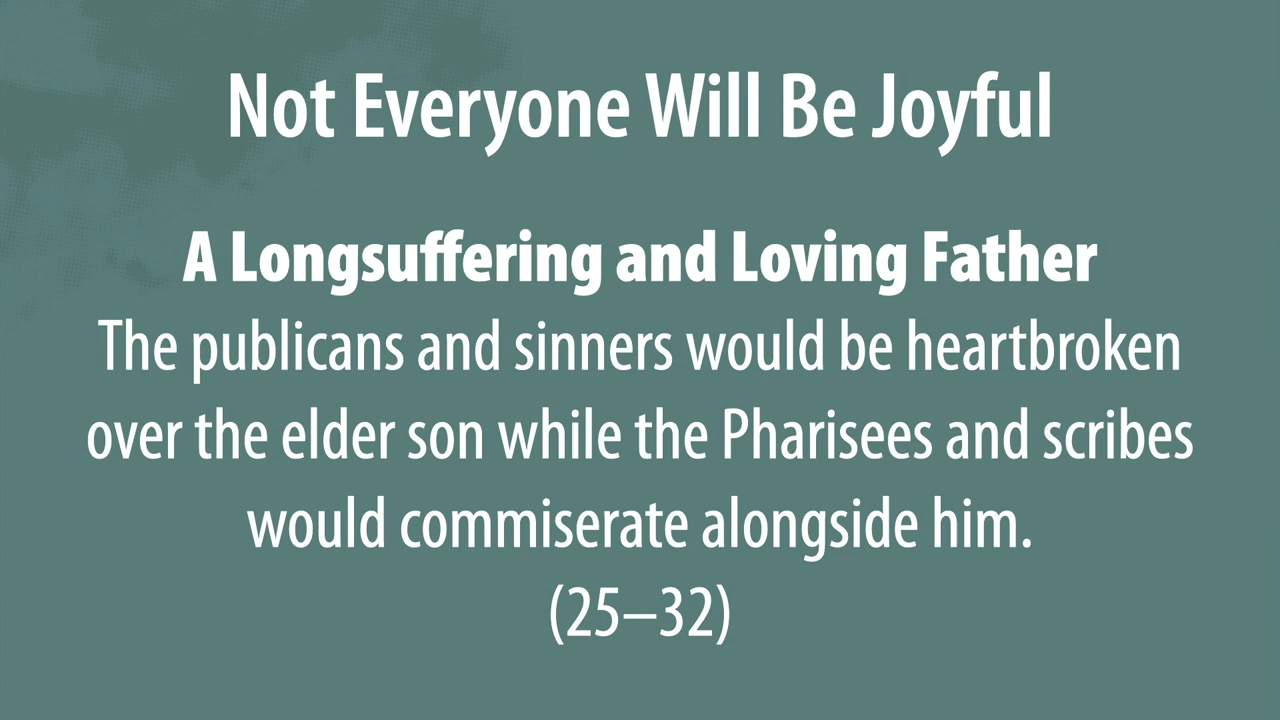 Not Everyone Will Be Joyful
A Longsuffering and Loving Father
The publicans and sinners would be heartbroken
over the elder son while the Pharisees and scribes
would commiserate alongside him.
(25–32)